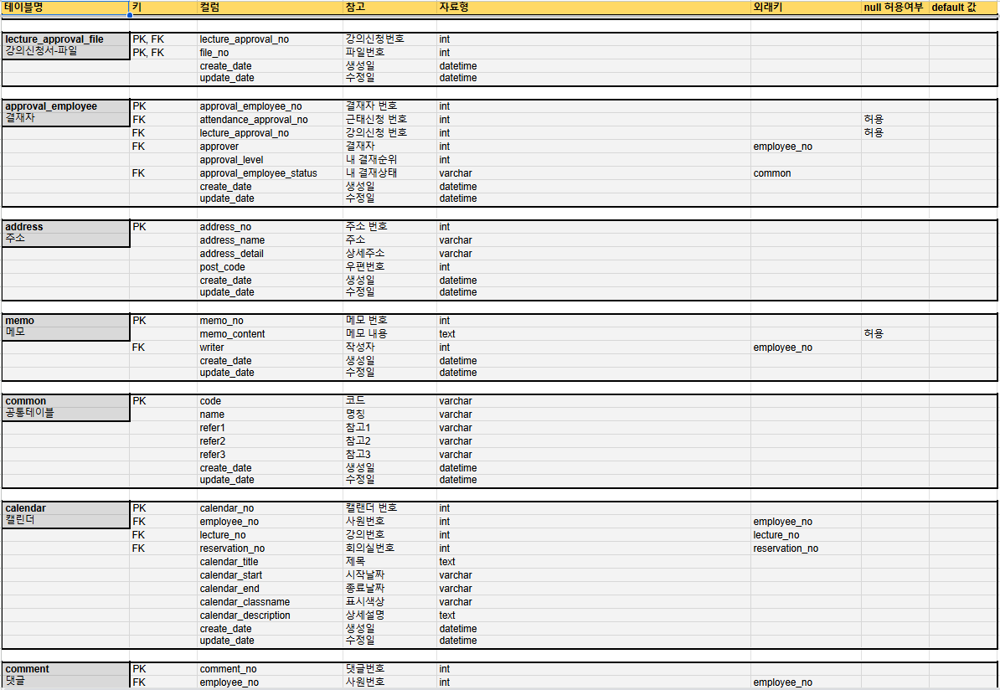 테이블명 키 컬럼 참고 자료형 외래키 null 허용여부 default 값
lecture_approval_file PK, FK lecture_approval_no 강의신청번호 int
강의신청서-파일 PK, FK file_no 파일번호 int
create_date 생성일 datetime
update_date 수정일 datetime
approval_employee PK approval_employee_no 결재자 번호 int
결재자 FK attendance_approval_no 근태신청 번호 int 허용
FK lecture_approval_no 강의신청 번호 int 허용
FK approver 결재자 int employee_no
approval_level 내 결재순위 int
FK approval_employee_status 내 결재상태 varchar common
create_date 생성일 datetime
update_date 수정일 datetime
address PK address_no 주소 번호 int
주소 address_name 주소 varchar
address_detail 상세주소 varchar
post_code 우편번호 int
create_date 생성일 datetime
update_date 수정일 datetime
memo PK memo_no 메모 번호 int
메모 memo_content 메모 내용 text 허용
FK writer 작성자 int employee_no
create_date 생성일 datetime
update_date 수정일 datetime
common PK code 코드 varchar
공통테이블 name 명칭 varchar
refer1 참고1 varchar
refer2 참고2 varchar
refer3 참고3 varchar
create_date 생성일 datetime
update_date 수정일 datetime
calendar PK calendar_no 캘랜더 번호 int
캘린더 FK employee_no 사원번호 int employee_no
FK lecture_no 강의번호 int lecture_no
FK reservation_no 회의실번호 int reservation_no
calendar_title 제목 text
calendar_start 시작날짜 varchar
calendar_end 종료날짜 varchar
calendar_classname 표시색상 varchar
calendar_description 상세설명 text
create_date 생성일 datetime
update_date 수정일 datetime
comment PK comment_no 댓글번호 int
댓글 FK employee_no 사원번호 int employee_no